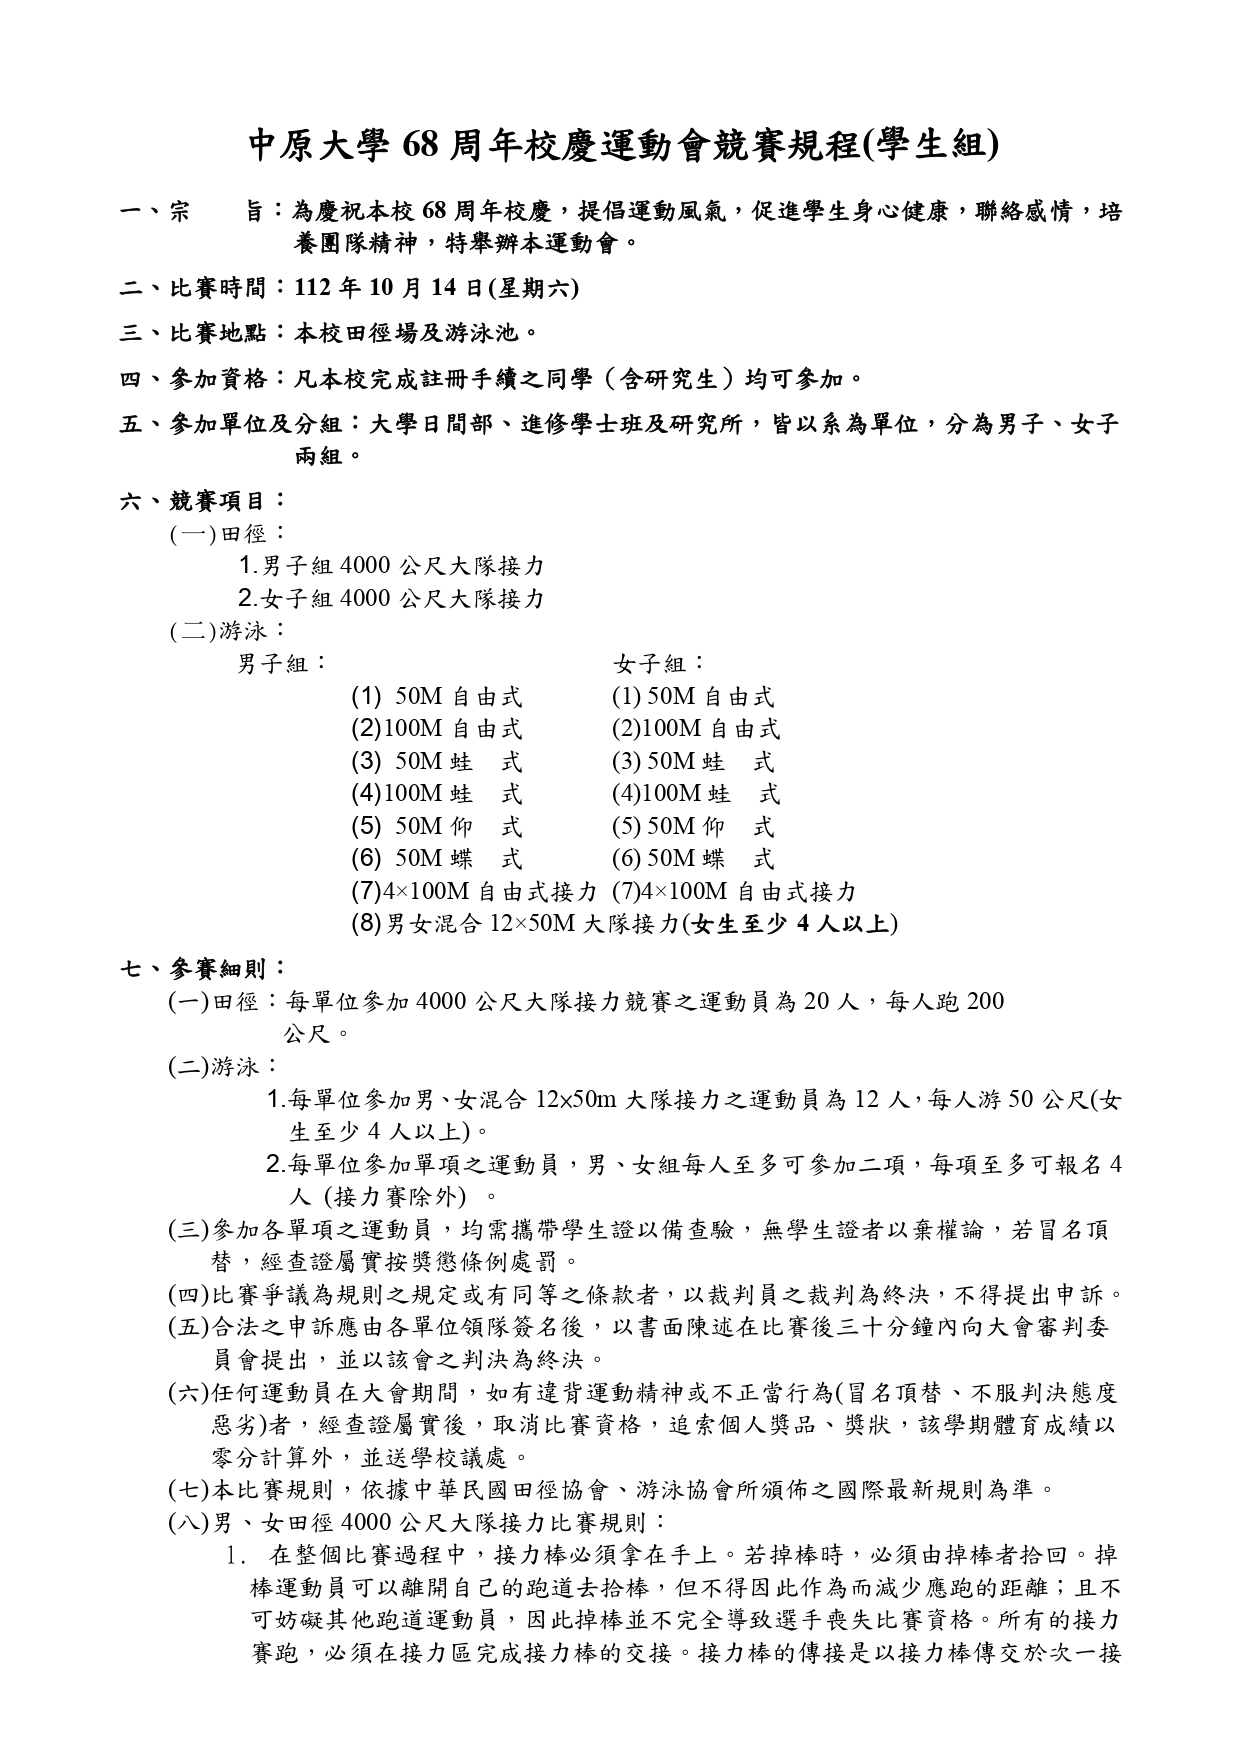 中原大學 68 周年校慶運動會競賽規程(學生組)
一、宗　　旨：為慶祝本校 68 周年校慶，提倡運動風氣，促進學生身心健康，聯絡感情，培
養團隊精神，特舉辦本運動會。
二、比賽時間：112 年 10 月 14 日(星期六)
三、比賽地點：本校田徑場及游泳池。
四、參加資格：凡本校完成註冊手續之同學（含研究生）均可參加。
五、參加單位及分組：大學日間部、進修學士班及研究所，皆以系為單位，分為男子、女子
兩組。
六、競賽項目：
(一)田徑：
1.男子組 4000 公尺大隊接力
2.女子組 4000 公尺大隊接力
(二)游泳：
男子組：　　　　　　　　女子組：
(1) 50M 自由式　　(1) 50M 自由式
(2)100M 自由式　　(2)100M 自由式
(3) 50M 蛙　式　　(3) 50M 蛙　式
(4)100M 蛙　式　　(4)100M 蛙　式
(5) 50M 仰　式　　(5) 50M 仰　式
(6) 50M 蝶　式　　(6) 50M 蝶　式
(7)4×100M 自由式接力 (7)4×100M 自由式接力
(8)男女混合 12×50M 大隊接力(女生至少 4 人以上)
七、參賽細則：
(一)田徑：每單位參加 4000 公尺大隊接力競賽之運動員為 20 人，每人跑 200
公尺。
(二)游泳：
1.每單位參加男、女混合 12x50m 大隊接力之運動員為 12 人，每人游 50 公尺(女
生至少 4 人以上)。
2.每單位參加單項之運動員，男、女組每人至多可參加二項，每項至多可報名 4
人 (接力賽除外) 。
(三)參加各單項之運動員，均需攜帶學生證以備查驗，無學生證者以棄權論，若冒名頂
替，經查證屬實按獎懲條例處罰。
(四)比賽爭議為規則之規定或有同等之條款者，以裁判員之裁判為終決，不得提出申訴。
(五)合法之申訴應由各單位領隊簽名後，以書面陳述在比賽後三十分鐘內向大會審判委
員會提出，並以該會之判決為終決。
(六)任何運動員在大會期間，如有違背運動精神或不正當行為(冒名頂替、不服判決態度
惡劣)者，經查證屬實後，取消比賽資格，追索個人獎品、獎狀，該學期體育成績以
零分計算外，並送學校議處。
(七)本比賽規則，依據中華民國田徑協會、游泳協會所頒佈之國際最新規則為準。
(八)男、女田徑 4000 公尺大隊接力比賽規則：
1. 在整個比賽過程中，接力棒必須拿在手上。若掉棒時，必須由掉棒者拾回。掉
棒運動員可以離開自己的跑道去拾棒，但不得因此作為而減少應跑的距離；且不
可妨礙其他跑道運動員，因此掉棒並不完全導致選手喪失比賽資格。所有的接力
賽跑，必須在接力區完成接力棒的交接。接力棒的傳接是以接力棒傳交於次一接